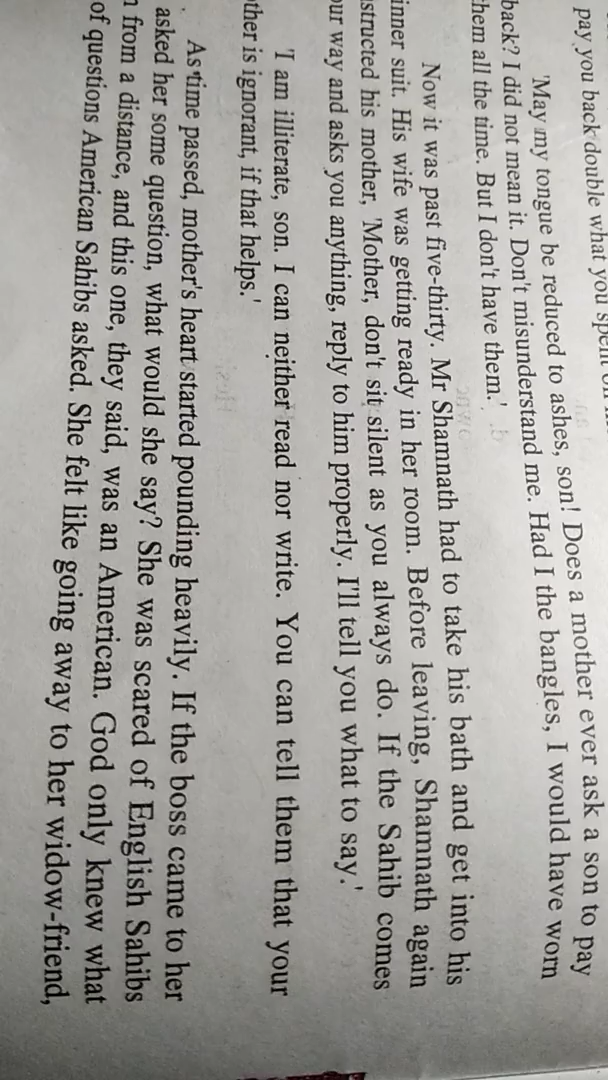 pay you back double what you spent on
'May my tongue be reduced to ashes, son! Does a mother ever ask a son to pay
back? I did not mean it. Don't misunderstand me. Had I the bangles, I would have worn
them all the time. But I don't have them.'
Now it was past five-thirty. Mr Shamnath had to take his bath and get into his
inner suit. His wife was getting ready in her room. Before leaving, Shamnath again
structed his mother, 'Mother, don't sit silent as you always do. If the Sahib comes
our way and asks you anything, reply to him properly. I'll tell you what to say.'
'I am illiterate, son. I can neither read nor write. You can tell them that your
ther is ignorant, if that helps.'
As time passed, mother's heart started pounding heavily. If the boss came to her
asked her some question, what would she say? She was scared of English Sahibs
from a distance, and this one, they said, was an American. God only knew what
of questions American Sahibs asked. She felt like going away to her widow-friend,